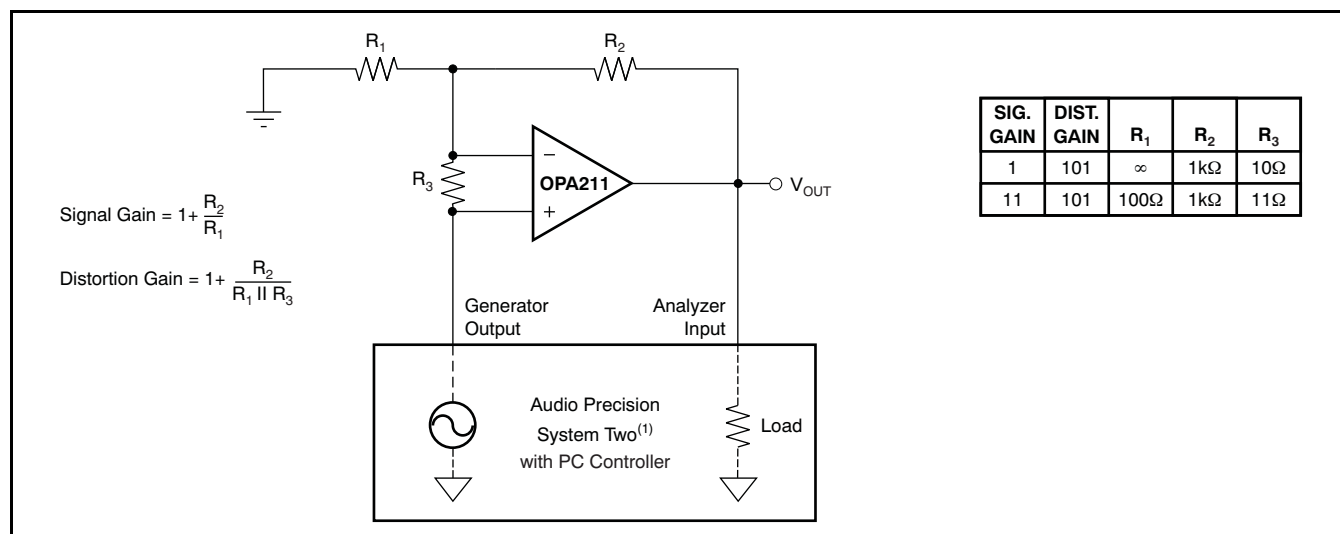 R1
R2
SIG. GAIN DIST. GAIN R1 R2 R3
1 101 ∞ 1kΩ 10Ω
11 101 100Ω 1kΩ 11Ω
R3
−
+
OPA211
VOUT
Signal Gain = 1+ R2/R1
Distortion Gain = 1+ R2/(R1 II R3)
Generator
Output
Analyzer
Input
Audio Precision
System Two(1)
with PC Controller
Load